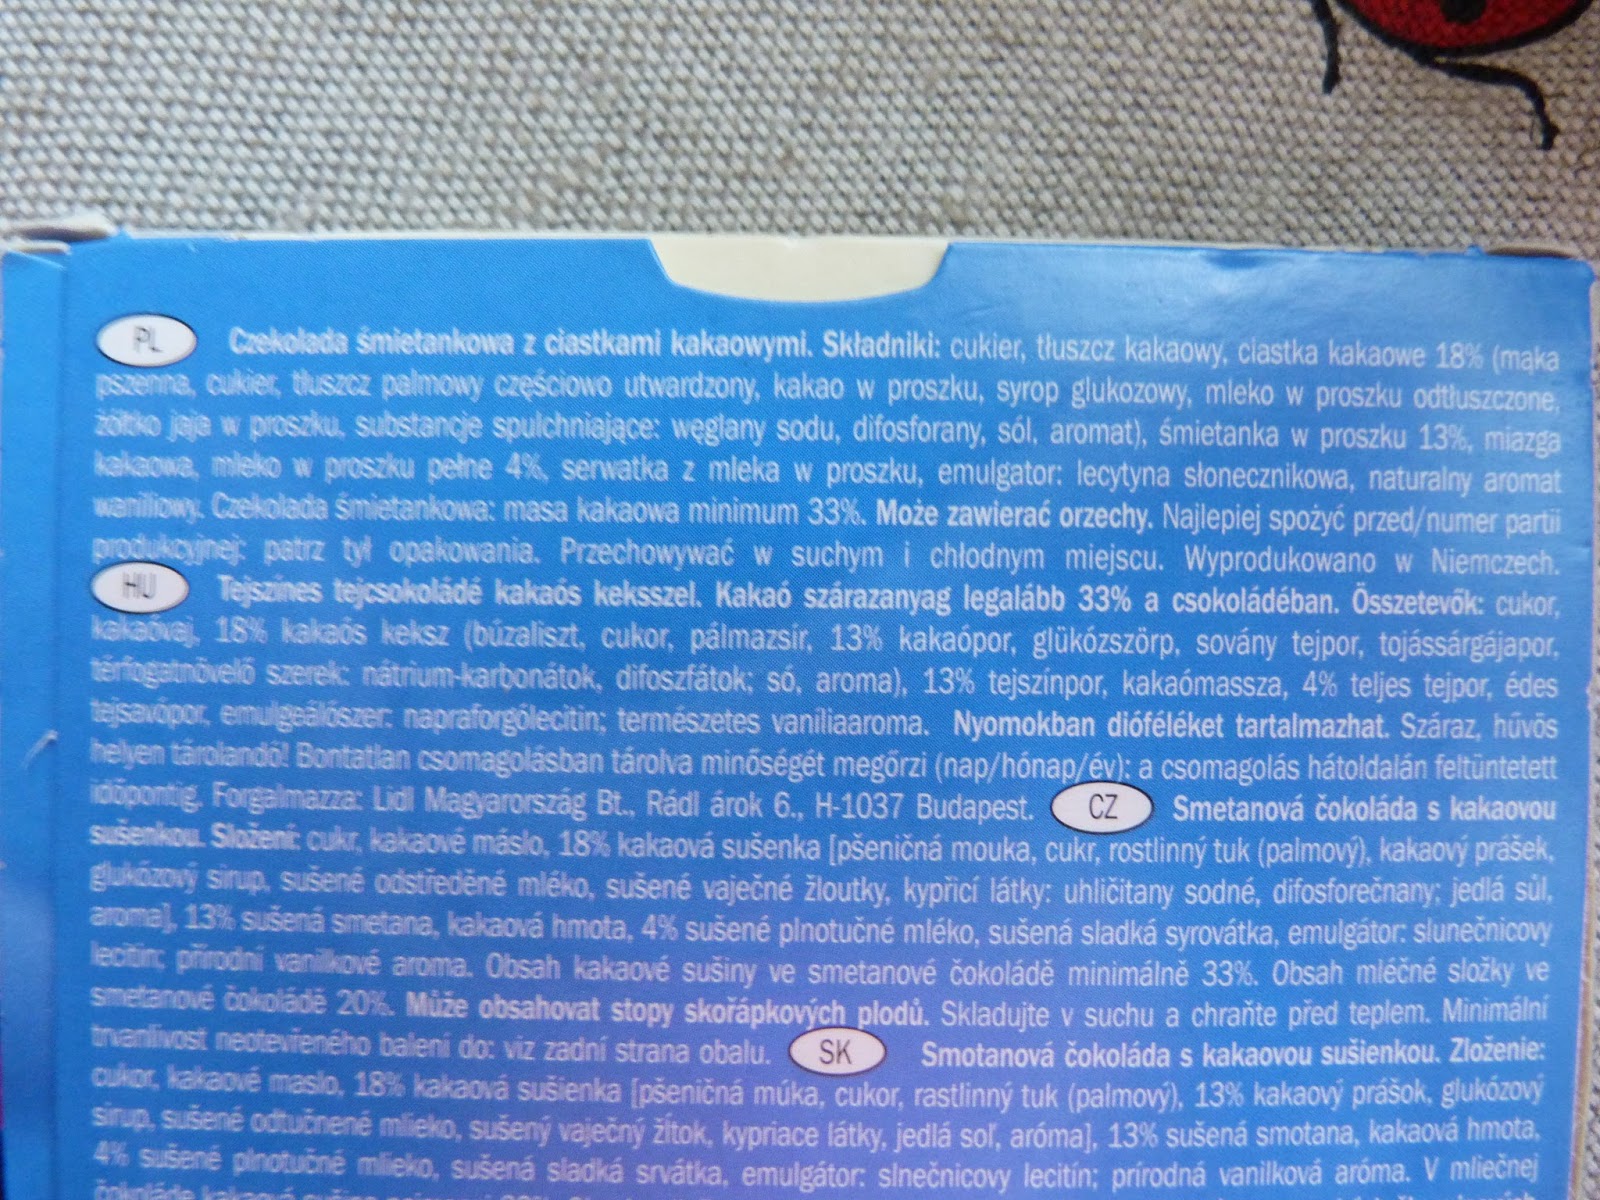 PL Czekolada śmietankowa z ciastkami kakaowymi. Składniki: cukier, tłuszcz kakaowy, ciastka kakaowe 18% (mąka
pszenna, cukier, tłuszcz palmowy częściowo utwardzony, kakao w proszku, syrop glukozowy, mleko w proszku odtłuszczone,
żółtko jaja w proszku, substancje spulchniające: węglany sodu, difosforany, sól, aromat), śmietanka w proszku 13%, miazga
kakaowa, mleko w proszku pełne 4%, serwatka z mleka w proszku, emulgator: lecytyna słonecznikowa, naturalny aromat
waniliowy. Czekolada śmietankowa: masa kakaowa minimum 33%. Może zawierać orzechy. Najlepiej spożyć przed/numer partii
produkcyjnej: patrz tył opakowania. Przechowywać w suchym i chłodnym miejscu. Wyprodukowano w Niemczech.
HU Tejszínes tejcsokoládé kakaós keksszel. Kakaó szárazanyag legalább 33% a csokoládéban. Összetevők: cukor,
kakaóvaj, 18% kakaós keksz (búzaliszt, cukor, pálmazsír, 13% kakaópor, glükózszörp, sovány tejpor, tojássárgájapor,
térfogatnövelő szerek: nátrium-karbonátok, difoszfátok; só, aroma), 13% tejszínpor, kakaómassza, 4% teljes tejpor, édes
tejsavópor, emulgeálószer: napraforgólecitin; természetes vaníliaaroma. Nyomokban dióféléket tartalmazhat. Száraz, hűvös
helyen tárolandó! Bontatlan csomagolásban tárolva minőségét megőrzi (nap/hónap/év): a csomagolás hátoldalán feltüntetett
időpontig. Forgalmazza: Lidl Magyarország Bt., Rádl árok 6., H-1037 Budapest. CZ Smetanová čokoláda s kakaovou
sušenkou. Složení: cukr, kakaové máslo, 18% kakaová sušenka [pšeničná mouka, cukr, rostlinný tuk (palmový), kakaový prášek,
glukózový sirup, sušené odstředěné mléko, sušené vaječné žloutky, kypřicí látky: uhličitany sodné, difosforečnany; jedlá sůl,
aroma], 13% sušená smetana, kakaová hmota, 4% sušené plnotučné mléko, sušená sladká syrovátka, emulgátor: slunečnicovy
lecitin; přírodní vanilkové aroma. Obsah kakaové sušiny ve smetanové čokoládě minimálně 33%. Obsah mléčné složky ve
smetanové čokoládě 20%. Může obsahovat stopy skořápkových plodů. Skladujte v suchu a chraňte před teplem. Minimální
trvanlivost neotevřeného balení do: viz zadní strana obalu. SK Smotanová čokoláda s kakaovou sušienkou. Zloženie:
cukor, kakaové maslo, 18% kakaová sušienka [pšeničná múka, cukor, rastlinný tuk (palmový), 13% kakaový prášok, glukózový
sirup, sušené odtučnené mlieko, sušený vaječný žĺtok, kypriace látky, jedlá soľ, aróma], 13% sušená smotana, kakaová hmota,
4% sušené plnotučné mlieko, sušená sladká srvátka, emulgátor: slnečnicovy lecitín; prírodná vanilková aróma. V mliečnej
čokoláde kakaová